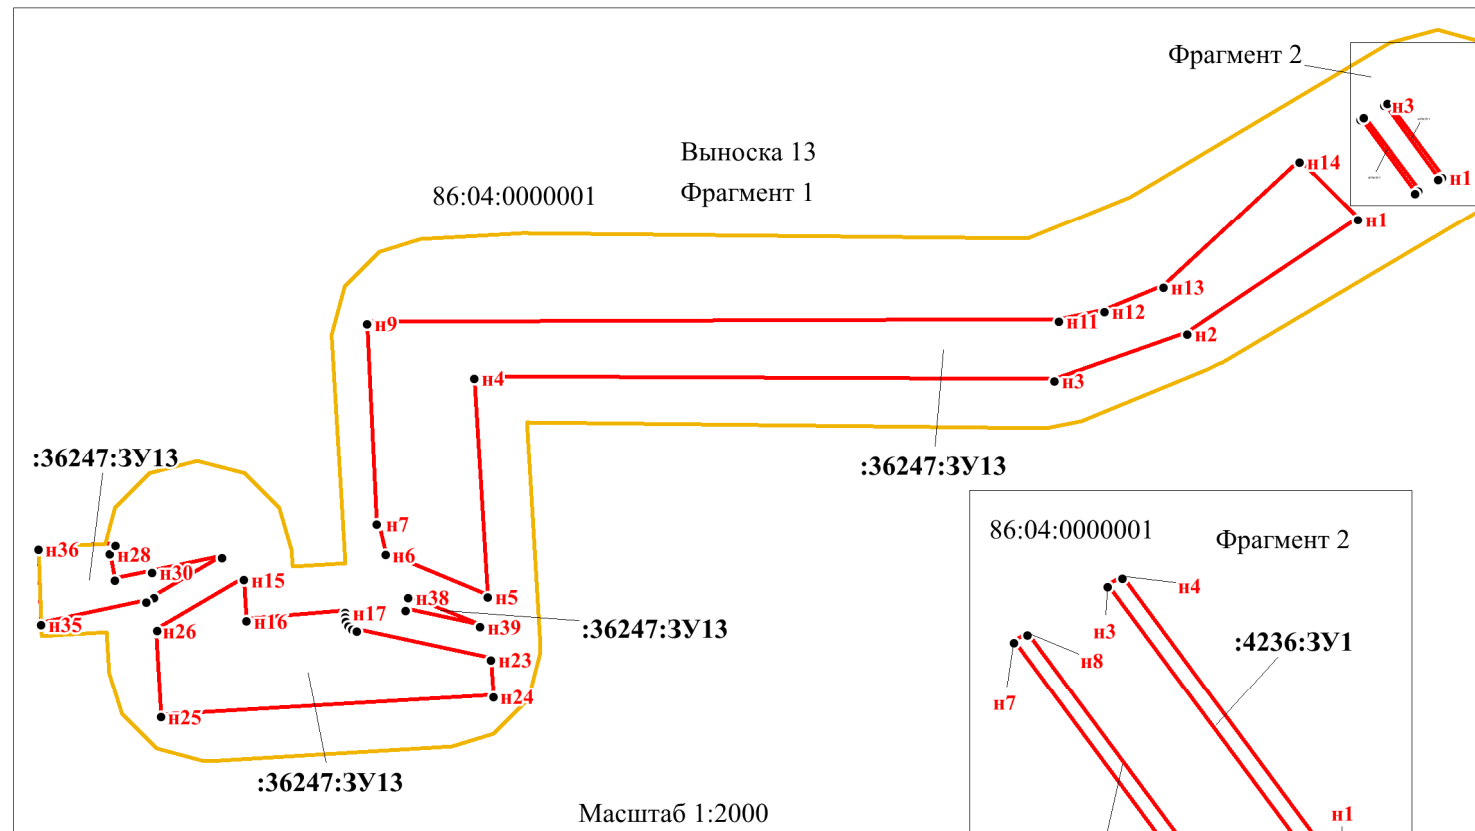 Фрагмент 2
н3
н1
Выноска 13
86:04:0000001
Фрагмент 1
н14
н1
н13
н12
н11
н9
н2
н4
н3
:36247:ЗУ13
:36247:ЗУ13
н7
н36
н28
н6
н30
н15
н38
н5
н17
н16
н35
н26
н39
:36247:ЗУ13
н23
н24
н25
:36247:ЗУ13
Масштаб 1:2000
86:04:0000001
Фрагмент 2
н4
н3
:4236:ЗУ1
н8
н7
н1